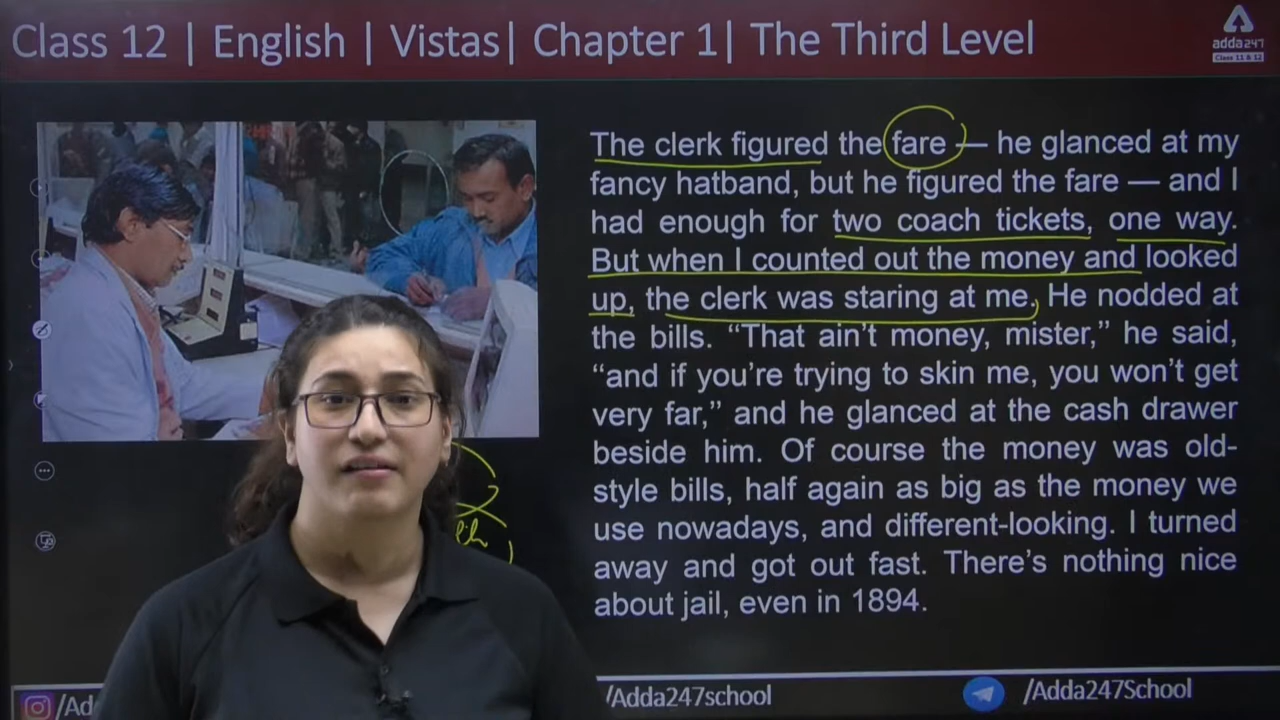 Class 12 | English | Vistas| Chapter 1| The Third Level
adda247
Class 11 & 12
The clerk figured the fare — he glanced at my
fancy hatband, but he figured the fare — and I
had enough for two coach tickets, one way.
But when I counted out the money and looked
up, the clerk was staring at me. He nodded at
the bills. “That ain’t money, mister,” he said,
“and if you’re trying to skin me, you won’t get
very far,” and he glanced at the cash drawer
beside him. Of course the money was old-
style bills, half again as big as the money we
use nowadays, and different-looking. I turned
away and got out fast. There’s nothing nice
about jail, even in 1894.
/Ad
/Adda247school
/Adda247School